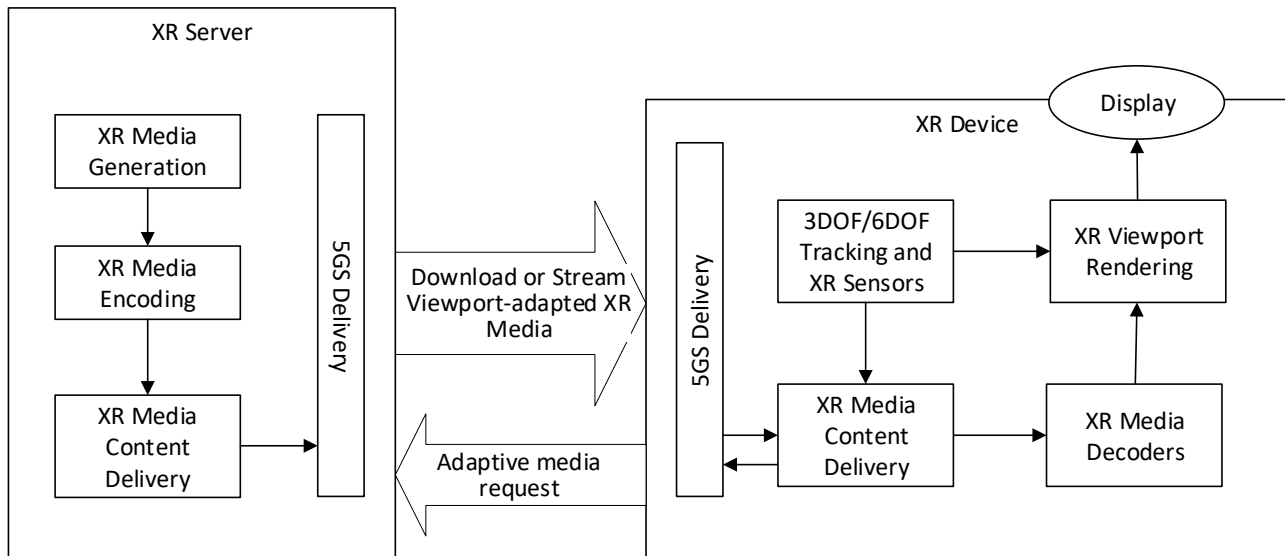 XR Server
XR Media
Generation
XR Media
Encoding
XR Media
Content
Delivery
5GS Delivery
Download or Stream
Viewport-adapted XR
Media
Adaptive media
request
Display
XR Device
5GS Delivery
3DOF/6DOF
Tracking and
XR Sensors
XR Viewport
Rendering
XR Media
Content
Delivery
XR Media
Decoders